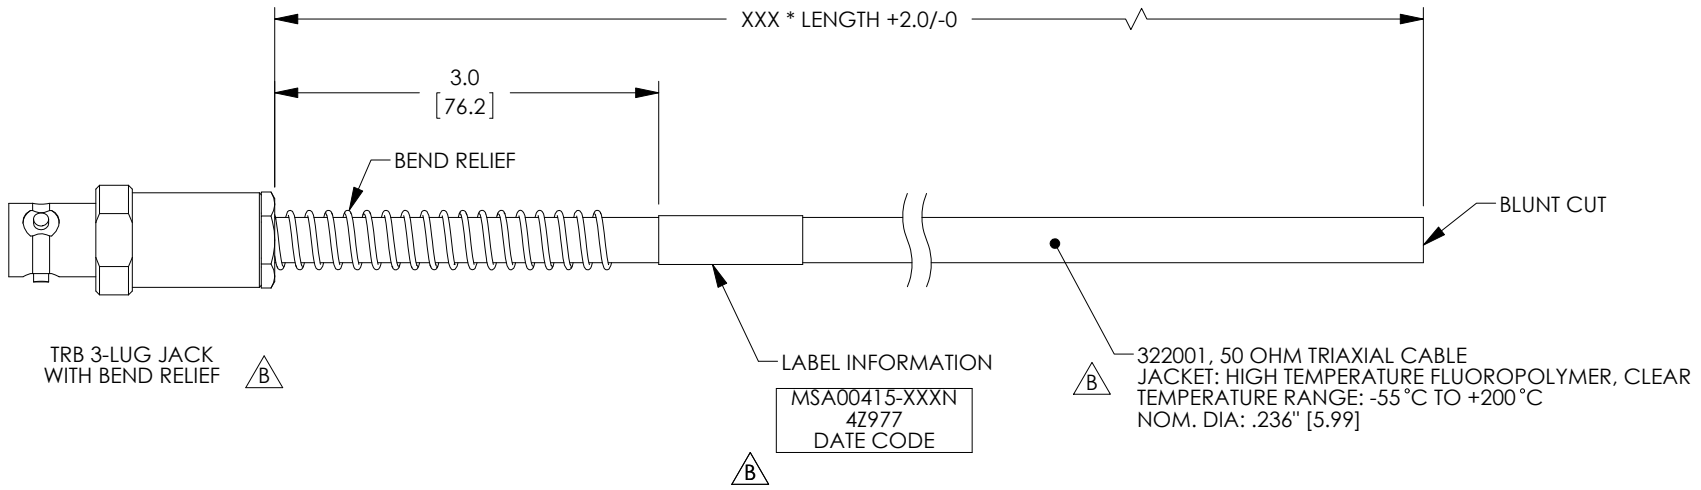 XXX * LENGTH +2.0/-0
3.0
[76.2]
BEND RELIEF
BLUNT CUT
TRB 3-LUG JACK
WITH BEND RELIEF
B
LABEL INFORMATION
MSA00415-XXXN
4Z977
DATE CODE
B
B
322001, 50 OHM TRIAXIAL CABLE
JACKET: HIGH TEMPERATURE FLUOROPOLYMER, CLEAR
TEMPERATURE RANGE: -55°C TO +200°C
NOM. DIA: .236" [5.99]